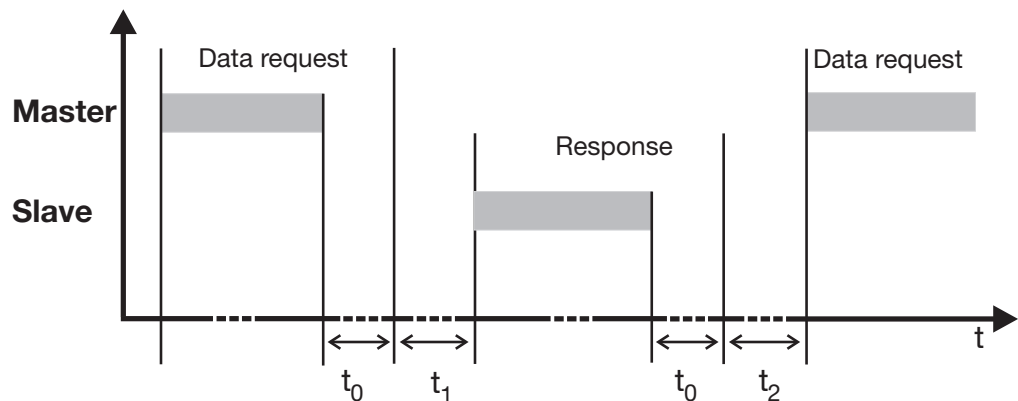 Data request
Data request
Master
Response
Slave
t
t0
t1
t0
t2